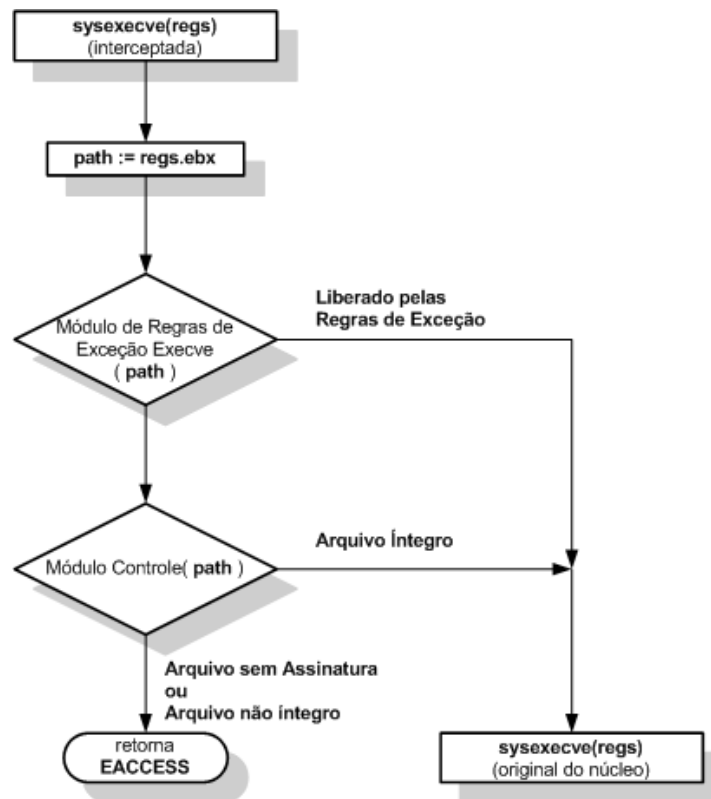 sysexecve(regs)
(interceptada)
path := regs.ebx
Módulo de Regras de
Exceção Execve
( path )
Liberado pelas
Regras de Exceção
Módulo Controle( path )
Arquivo Íntegro
Arquivo sem Assinatura
ou
Arquivo não íntegro
retorna
EACCESS
sysexecve(regs)
(original do núcleo)